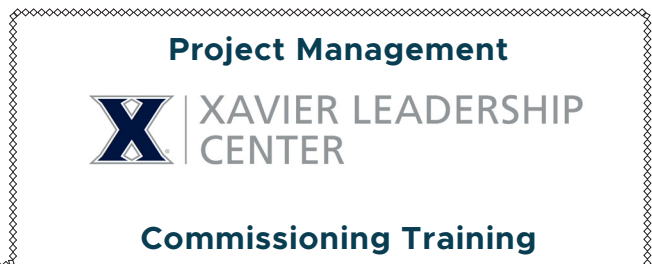 Project Management
X
XAVIER LEADERSHIP
CENTER
Commissioning Training